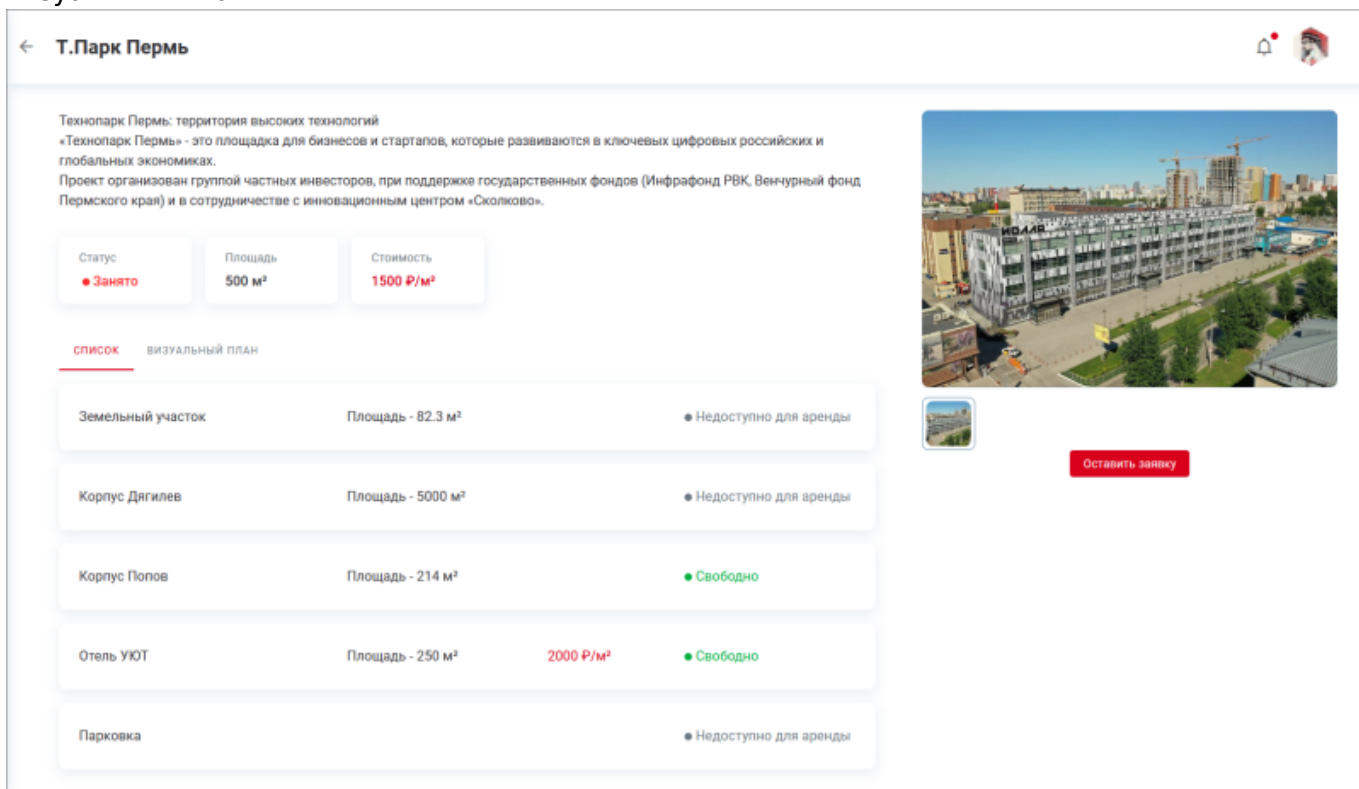 Т.Парк Пермь
Технопарк Пермь: территория высоких технологий
«Технопарк Пермь» - это площадка для бизнесов и стартапов, которые развиваются в ключевых цифровых российских и
глобальных экономиках.
Проект организован группой частных инвесторов, при поддержке государственных фондов (Инфрафонд РВК, Венчурный фонд
Пермского края) и в сотрудничестве с инновационным центром «Сколково».
Статус
Занято
Площадь
500 м²
Стоимость
1500 ₽/м²
СПИСОК
ВИЗУАЛЬНЫЙ ПЛАН
Земельный участок Площадь - 82.3 м² Недоступно для аренды
Корпус Дягилев Площадь - 5000 м² Недоступно для аренды
Корпус Попов Площадь - 214 м² Свободно
Отель УЮТ Площадь - 250 м² 2000 ₽/м² Свободно
Парковка Недоступно для аренды
Оставить заявку